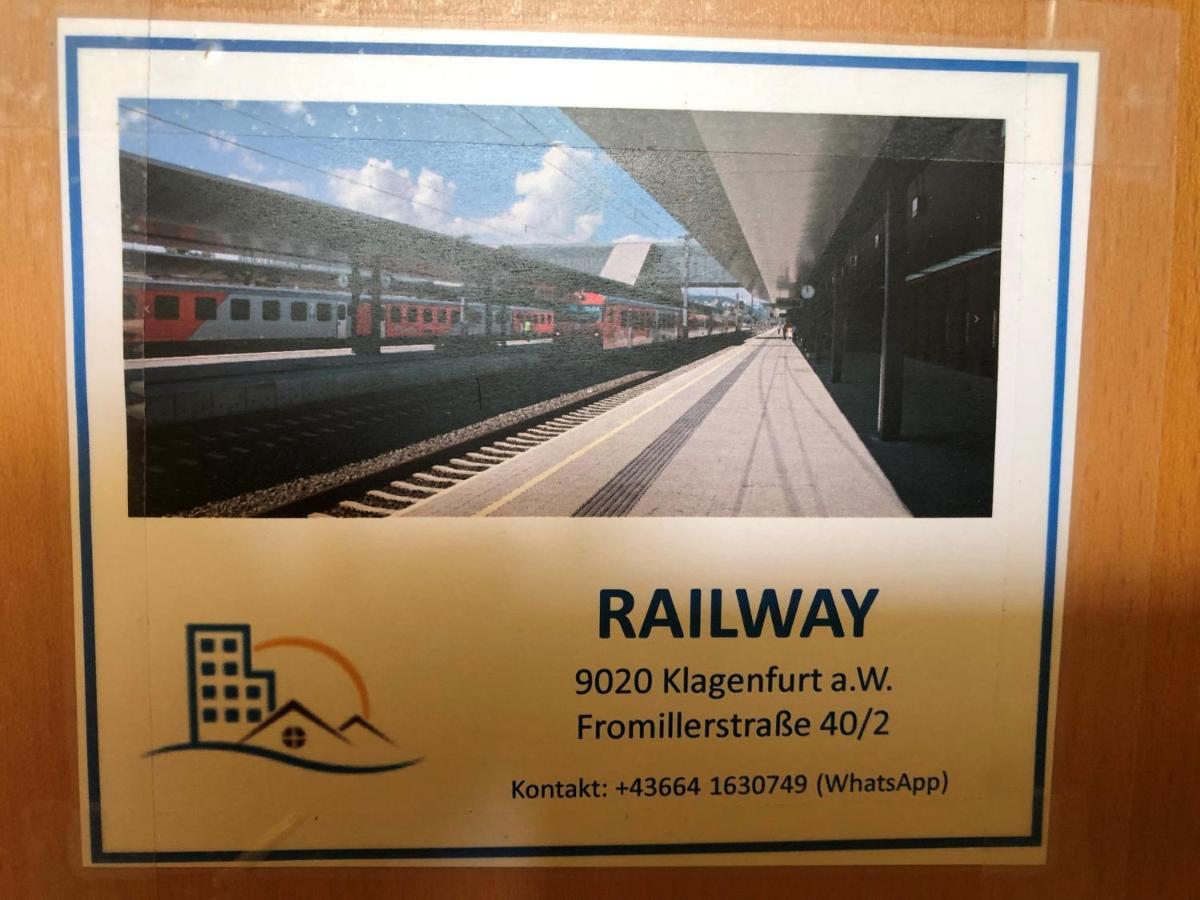 RAILWAY
9020 Klagenfurt a.W.
Fromillerstraße 40/2
Kontakt: +43664 1630749 (WhatsApp)